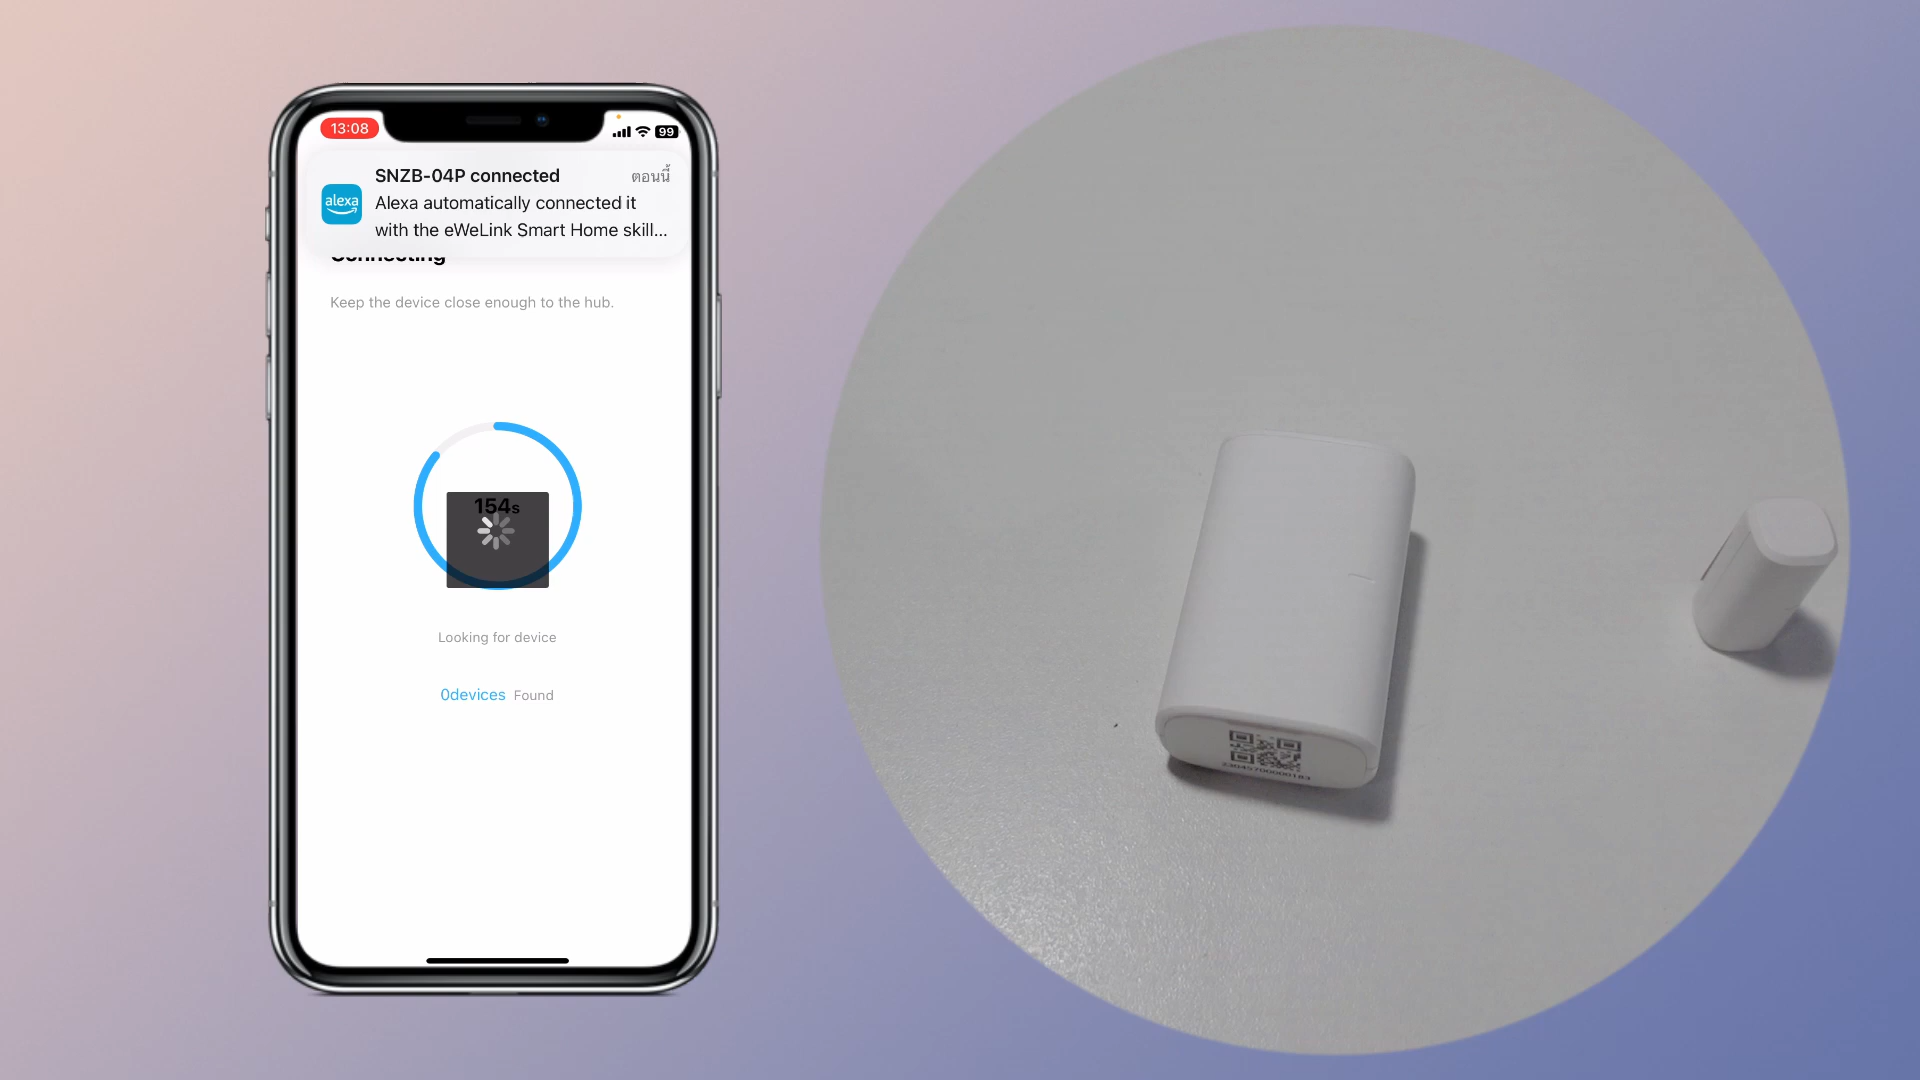 13:08
99
SNZB-04P connected
ตอนนี้
alexa
Alexa automatically connected it
with the eWeLink Smart Home skill...
Connecting
Keep the device close enough to the hub.
154s
Looking for device
0devices Found